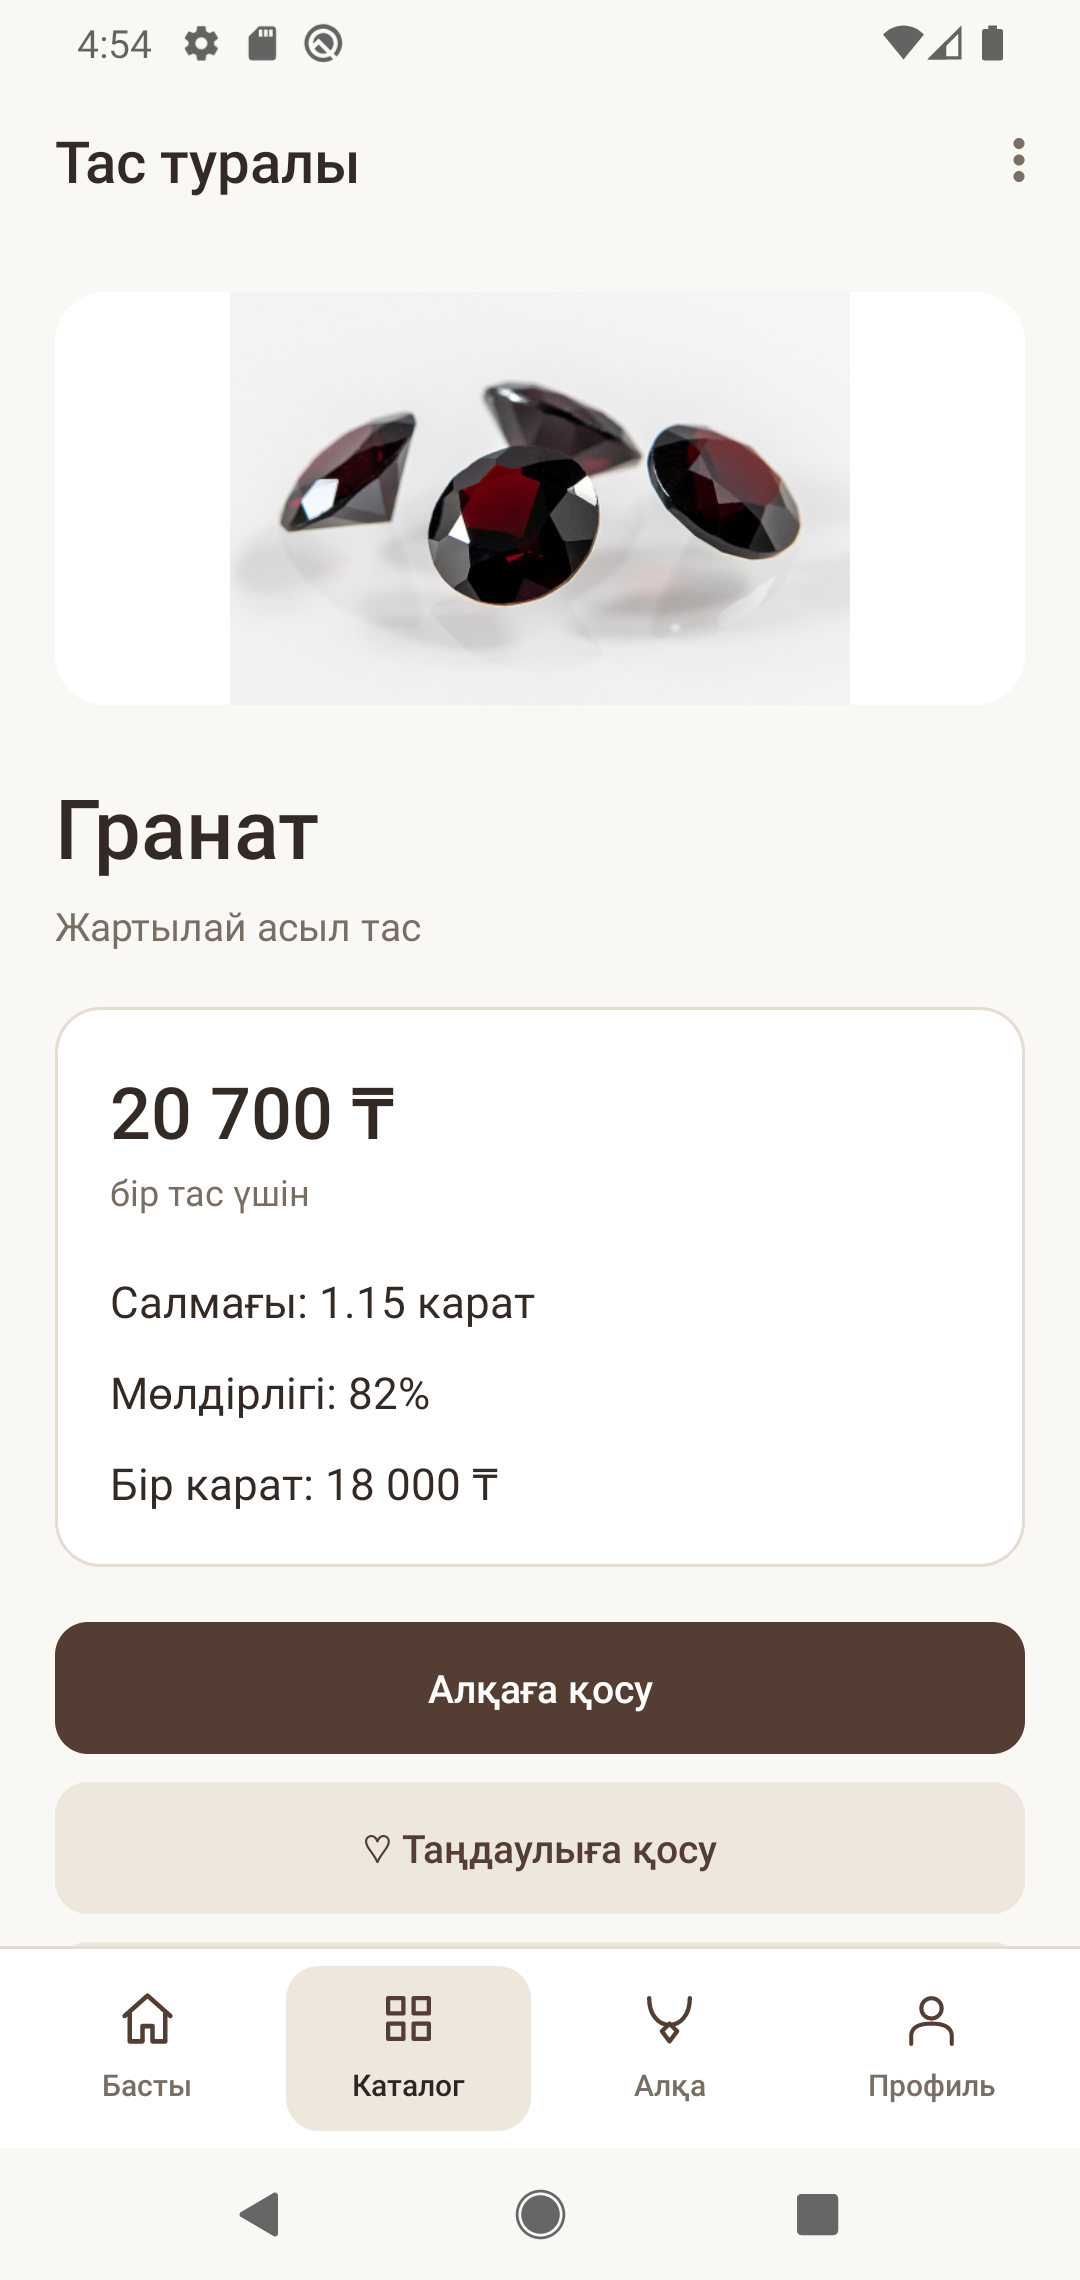 4:54
Тас туралы
Гранат
Жартылай асыл тас
20 700 ₸
бір тас үшін
Салмағы: 1.15 карат
Мөлдірлігі: 82%
Бір карат: 18 000 ₸
Алқаға қосу
♡ Таңдаулыға қосу
Басты
Каталог
Алқа
Профиль